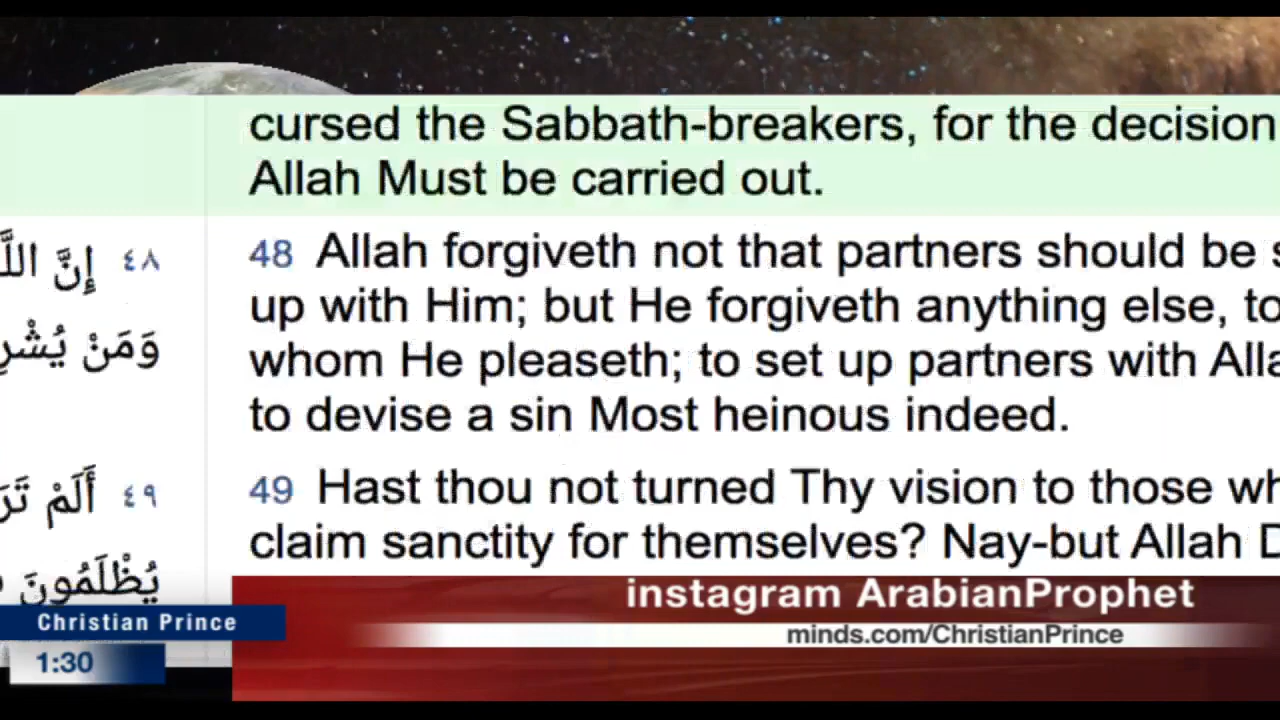 cursed the Sabbath-breakers, for the decision
Allah Must be carried out.
٤٨ إِنَّ
48 Allah forgiveth not that partners should be
up with Him; but He forgiveth anything else, to
وَمَنْ
whom He pleaseth; to set up partners with
to devise a sin Most heinous indeed.
٤٩ أَلَمْ
49 Hast thou not turned Thy vision to those
claim sanctity for themselves? Nay-but Allah
يُظْلَمُونَ
instagram ArabianProphet
Christian Prince
minds.com/ChristianPrince
1:30